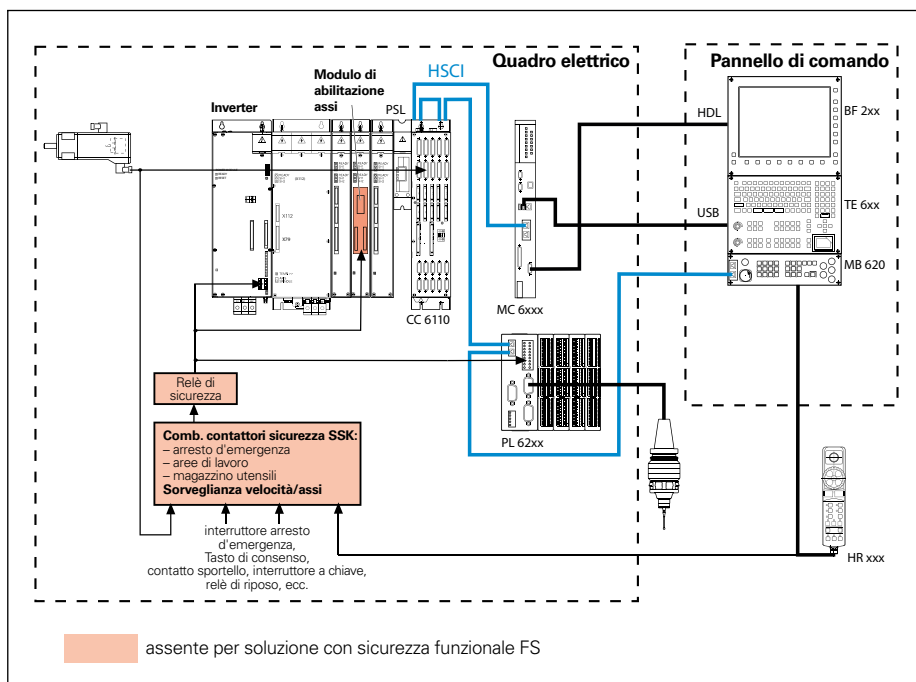 Quadro elettrico
Pannello di comando
HSCI
Modulo di
abilitazione
assi
PSL
Inverter
HDL
BF 2xx
USB
TE 6xx
MB 620
X112
X79
CC 6110
MC 6xxx
PL 62xx
HR xxx
Relè di
sicurezza
Comb. contattori sicurezza SSK:
– arresto d'emergenza
– aree di lavoro
– magazzino utensili
Sorveglianza velocità/assi
interruttore arresto
d'emergenza,
Tasto di consenso,
contatto sportello, interruttore a chiave,
relè di riposo, ecc.
assente per soluzione con sicurezza funzionale FS